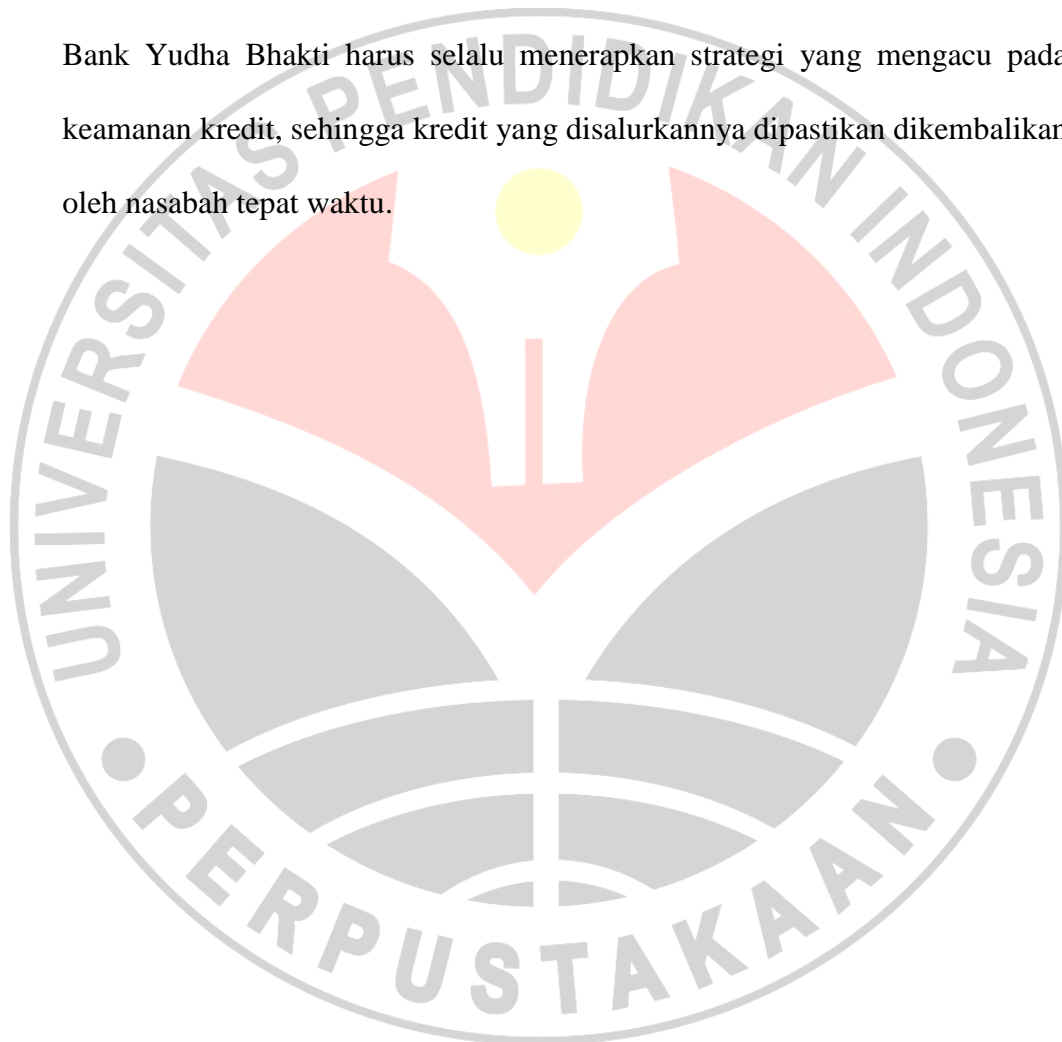 Bank Yudha Bhakti harus selalu menerapkan strategi yang mengacu pada
keamanan kredit, sehingga kredit yang disalurkannya dipastikan dikembalikan
oleh nasabah tepat waktu.
UNIVERSITAS PENDIDIKAN INDONESIA
PERPUSTAKAAN